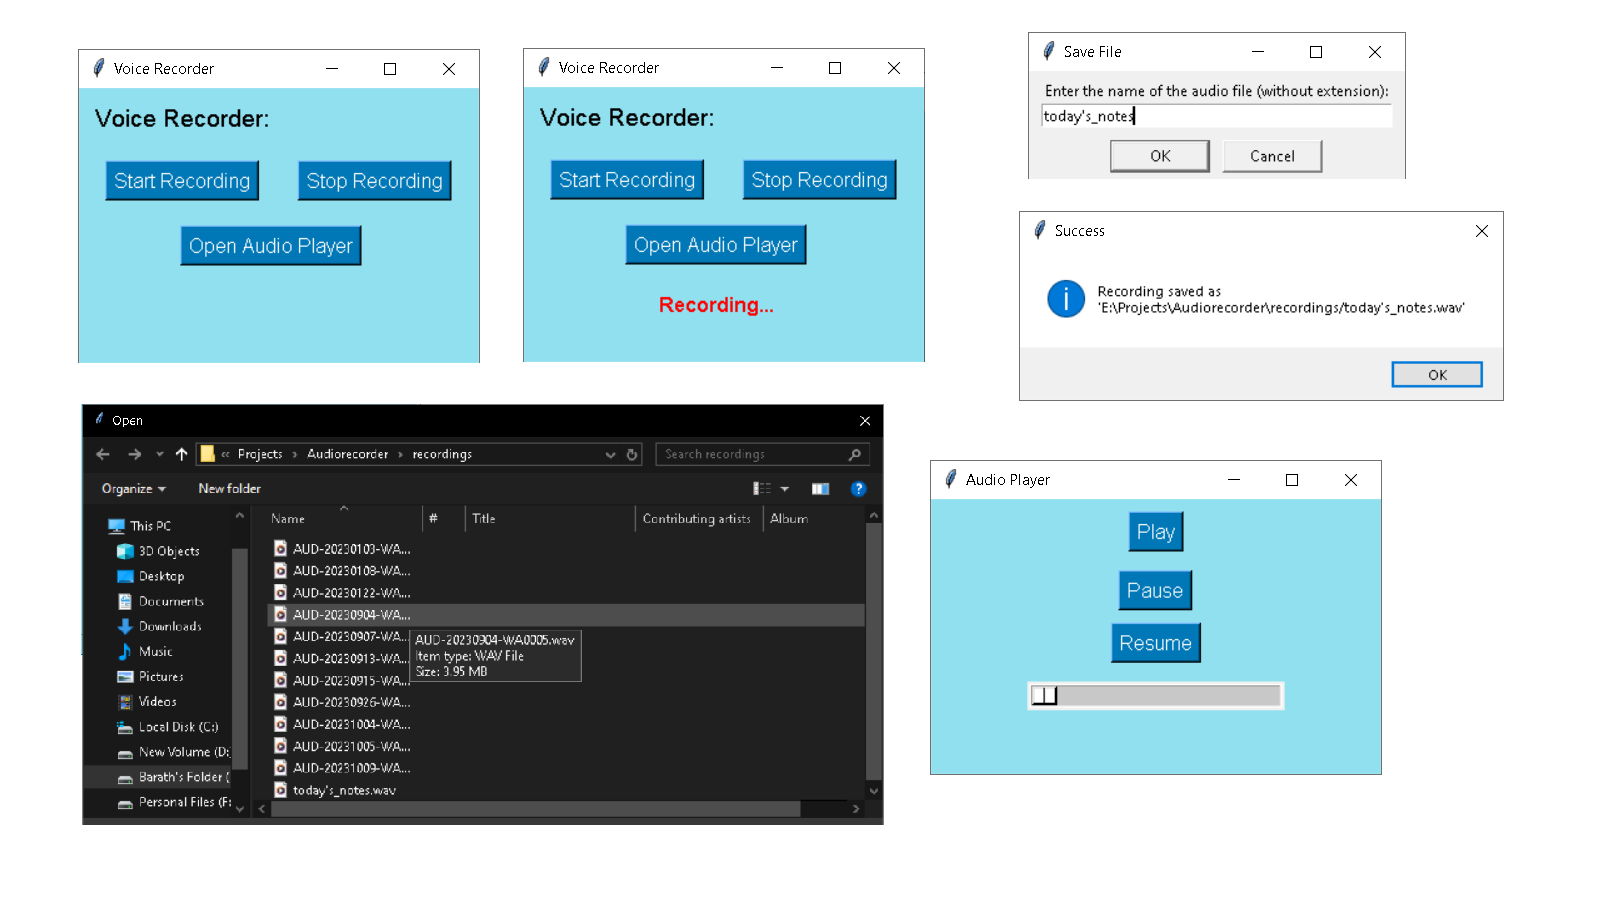 Voice Recorder
Voice Recorder:
Start Recording
Stop Recording
Open Audio Player
Voice Recorder
Voice Recorder:
Start Recording
Stop Recording
Open Audio Player
Recording...
Save File
Enter the name of the audio file (without extension):
today's_notes
OK
Cancel
Success
Recording saved as
'E:\Projects\Audiorecorder\recordings/today's_notes.wav'
OK
Open
« Projects › Audiorecorder › recordings
Search recordings
Organize
New folder
This PC
3D Objects
Desktop
Documents
Downloads
Music
Pictures
Videos
Local Disk (C:)
New Volume (D:
Barath's Folder (
Personal Files (F:
Name
#
Title
Contributing artists
Album
AUD-20230103-WA...
AUD-20230108-WA...
AUD-20230122-WA...
AUD-20230904-WA...
AUD-20230907-WA...
AUD-20230913-WA...
AUD-20230915-WA...
AUD-20230926-WA...
AUD-20231004-WA...
AUD-20231005-WA...
AUD-20231009-WA...
today's_notes.wav
AUD-20230904-WA0005.wav
Item type: WAV File
Size: 3.95 MB
Audio Player
Play
Pause
Resume